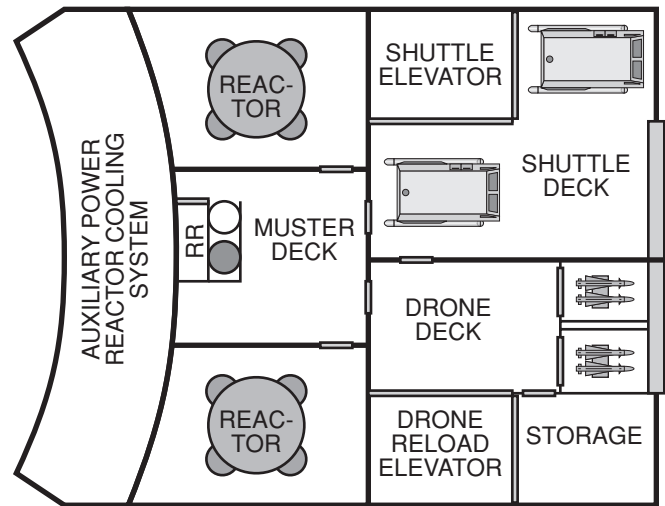 AUXILIARY POWER
REACTOR COOLING
SYSTEM
REAC-
TOR
SHUTTLE
ELEVATOR
SHUTTLE
DECK
RR
MUSTER
DECK
DRONE
DECK
REAC-
TOR
DRONE
RELOAD
ELEVATOR
STORAGE